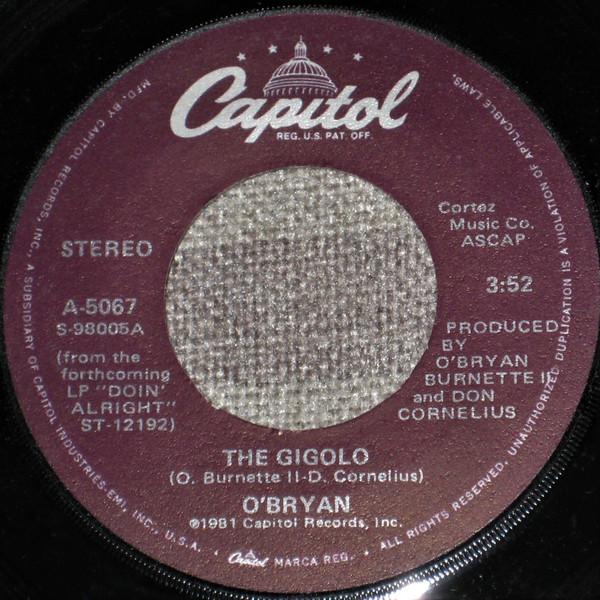 Capitol
REG. U.S. PAT. OFF.
STEREO
A-5067
S-98005A
(from the
forthcoming
LP "DOIN'
ALRIGHT"
ST-12192)
Cortez
Music Co.
ASCAP
3:52
PRODUCED
BY
O'BRYAN
BURNETTE II
and DON
CORNELIUS
THE GIGOLO
(O. Burnette II-D. Cornelius)
O'BRYAN
℗1981 Capitol Records, Inc.
MFD. BY CAPITOL RECORDS, INC., A SUBSIDIARY OF CAPITOL INDUSTRIES-EMI, INC., U.S.A. • Capitol MARCA REG. • ALL RIGHTS RESERVED. UNAUTHORIZED DUPLICATION IS A VIOLATION OF APPLICABLE LAWS.